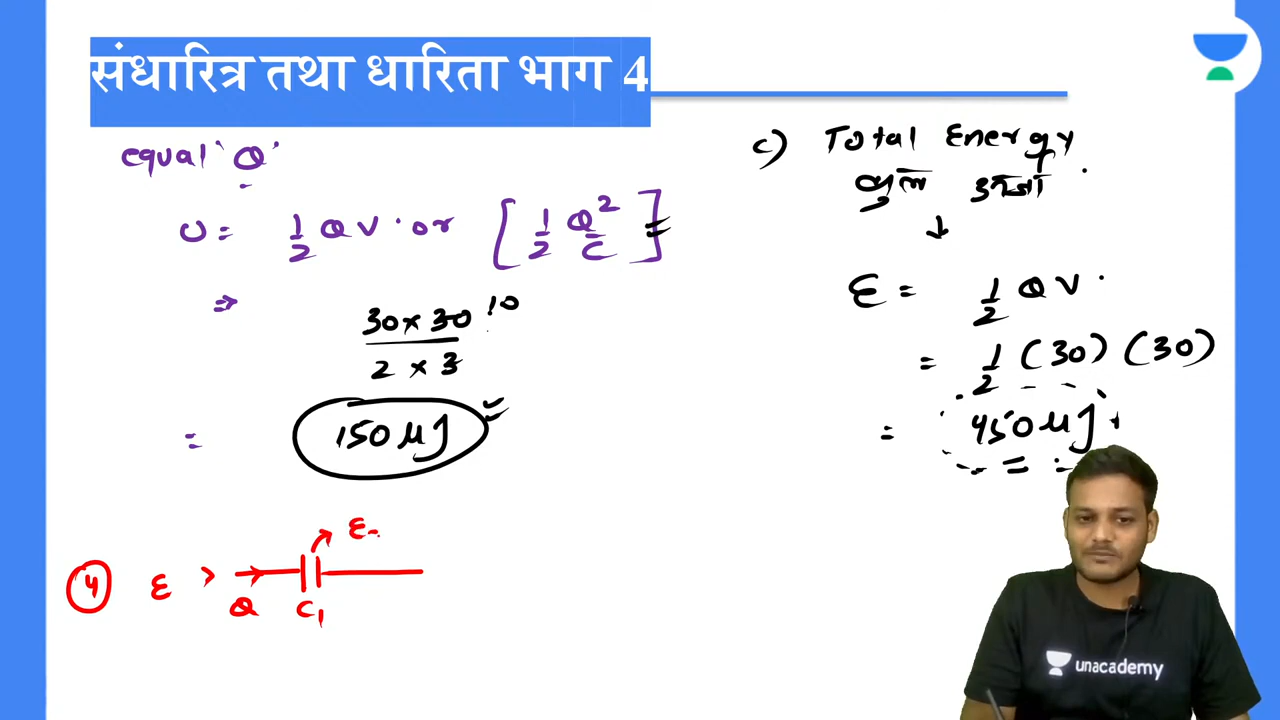 संधारित्र तथा धारिता भाग 4
equal 'Q'
U = 1/2 QV or [1/2 Q²/C]
⇒ 30 × 30 10
2 × 3
= 150 μJ
c) Total Energy
कुल ऊर्जा
↓
E = 1/2 QV
= 1/2 (30) (30)
= 450 μJ
④ E > Q C₁ E
unacademy